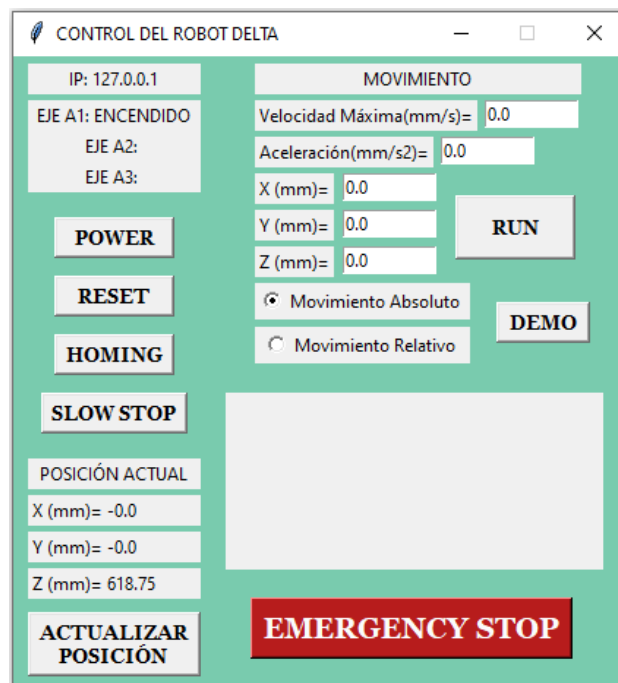 CONTROL DEL ROBOT DELTA
IP: 127.0.0.1
EJE A1: ENCENDIDO
EJE A2:
EJE A3:
POWER
RESET
HOMING
SLOW STOP
POSICIÓN ACTUAL
X (mm)= -0.0
Y (mm)= -0.0
Z (mm)= 618.75
ACTUALIZAR
POSICIÓN
MOVIMIENTO
Velocidad Máxima(mm/s)= 0.0
Aceleración(mm/s2)= 0.0
X (mm)= 0.0
Y (mm)= 0.0
Z (mm)= 0.0
RUN
Movimiento Absoluto
Movimiento Relativo
DEMO
EMERGENCY STOP